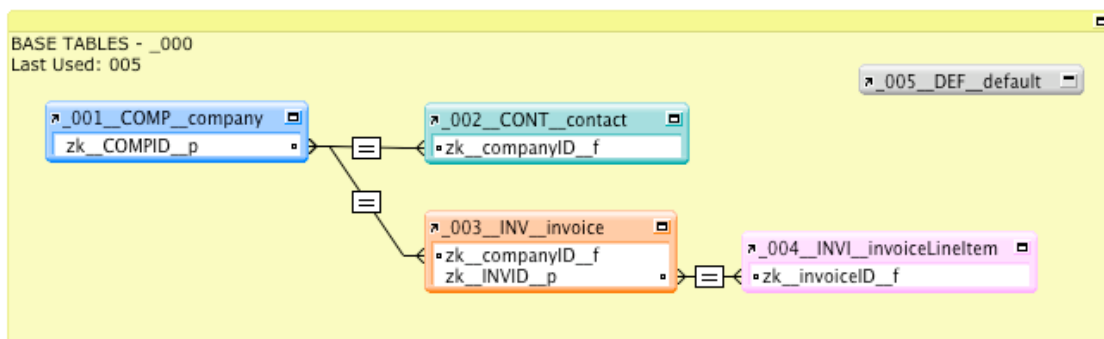 BASE TABLES - _000
Last Used: 005
_005__DEF__default
_001__COMP__company
zk__COMPID__p
_002__CONT__contact
zk__companyID__f
_003__INV__invoice
zk__companyID__f
zk__INVID__p
_004__INVI__invoiceLineItem
zk__invoiceID__f